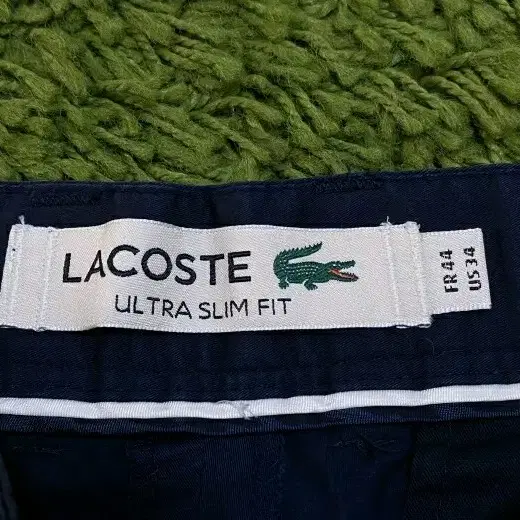 LACOSTE
ULTRA SLIM FIT
FR 44
US 34